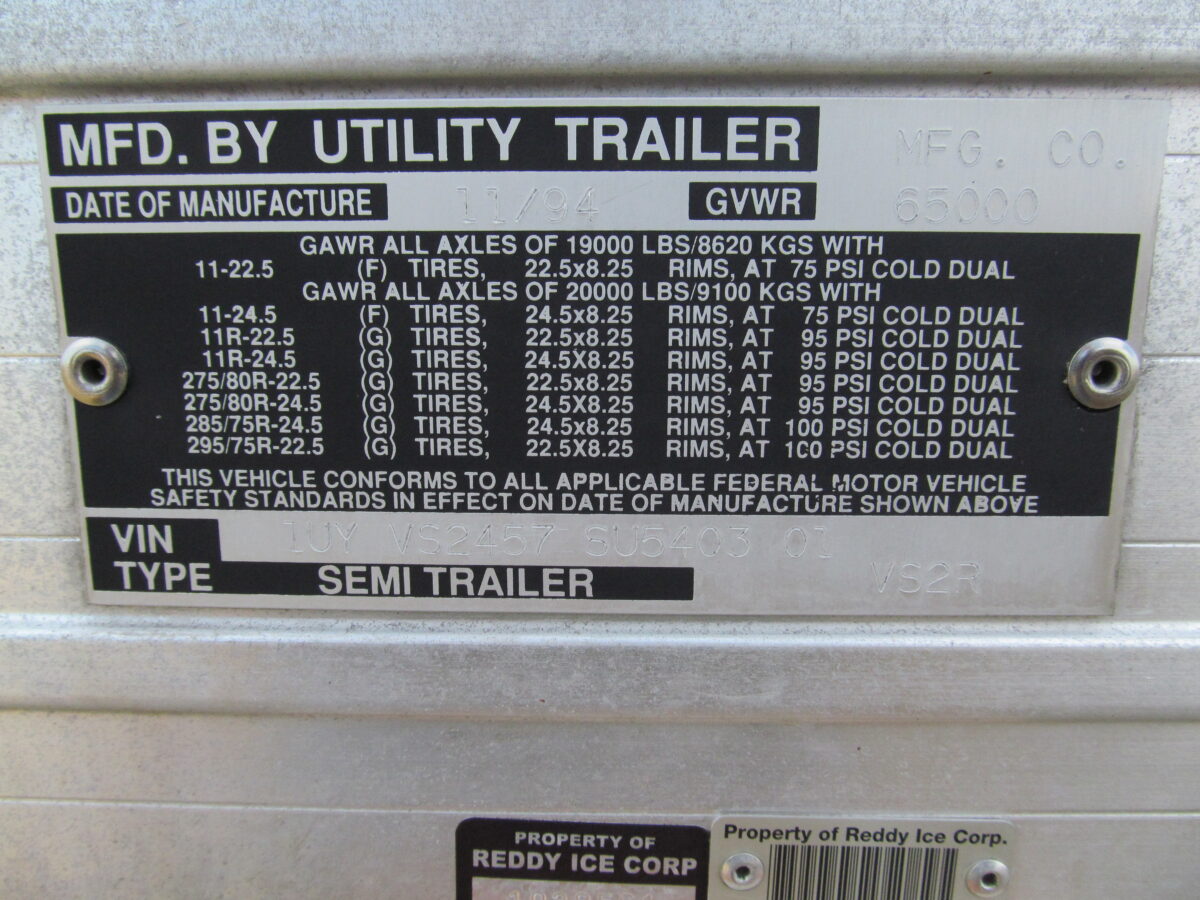 MFD. BY UTILITY TRAILER MFG. CO.
DATE OF MANUFACTURE 11/94 GVWR 65000
GAWR ALL AXLES OF 19000 LBS/8620 KGS WITH
11-22.5 (F) TIRES, 22.5x8.25 RIMS, AT 75 PSI COLD DUAL
GAWR ALL AXLES OF 20000 LBS/9100 KGS WITH
11-24.5 (F) TIRES, 24.5x8.25 RIMS, AT 75 PSI COLD DUAL
11R-22.5 (G) TIRES, 22.5x8.25 RIMS, AT 95 PSI COLD DUAL
11R-24.5 (G) TIRES, 24.5X8.25 RIMS, AT 95 PSI COLD DUAL
275/80R-22.5 (G) TIRES, 22.5x8.25 RIMS, AT 95 PSI COLD DUAL
275/80R-24.5 (G) TIRES, 24.5X8.25 RIMS, AT 95 PSI COLD DUAL
285/75R-24.5 (G) TIRES, 24.5x8.25 RIMS, AT 100 PSI COLD DUAL
295/75R-22.5 (G) TIRES, 22.5X8.25 RIMS, AT 100 PSI COLD DUAL
THIS VEHICLE CONFORMS TO ALL APPLICABLE FEDERAL MOTOR VEHICLE
SAFETY STANDARDS IN EFFECT ON DATE OF MANUFACTURE SHOWN ABOVE
VIN 1UY VS2457 SU5403 01
TYPE SEMI TRAILER VS2R
PROPERTY OF
REDDY ICE CORP
Property of Reddy Ice Corp.